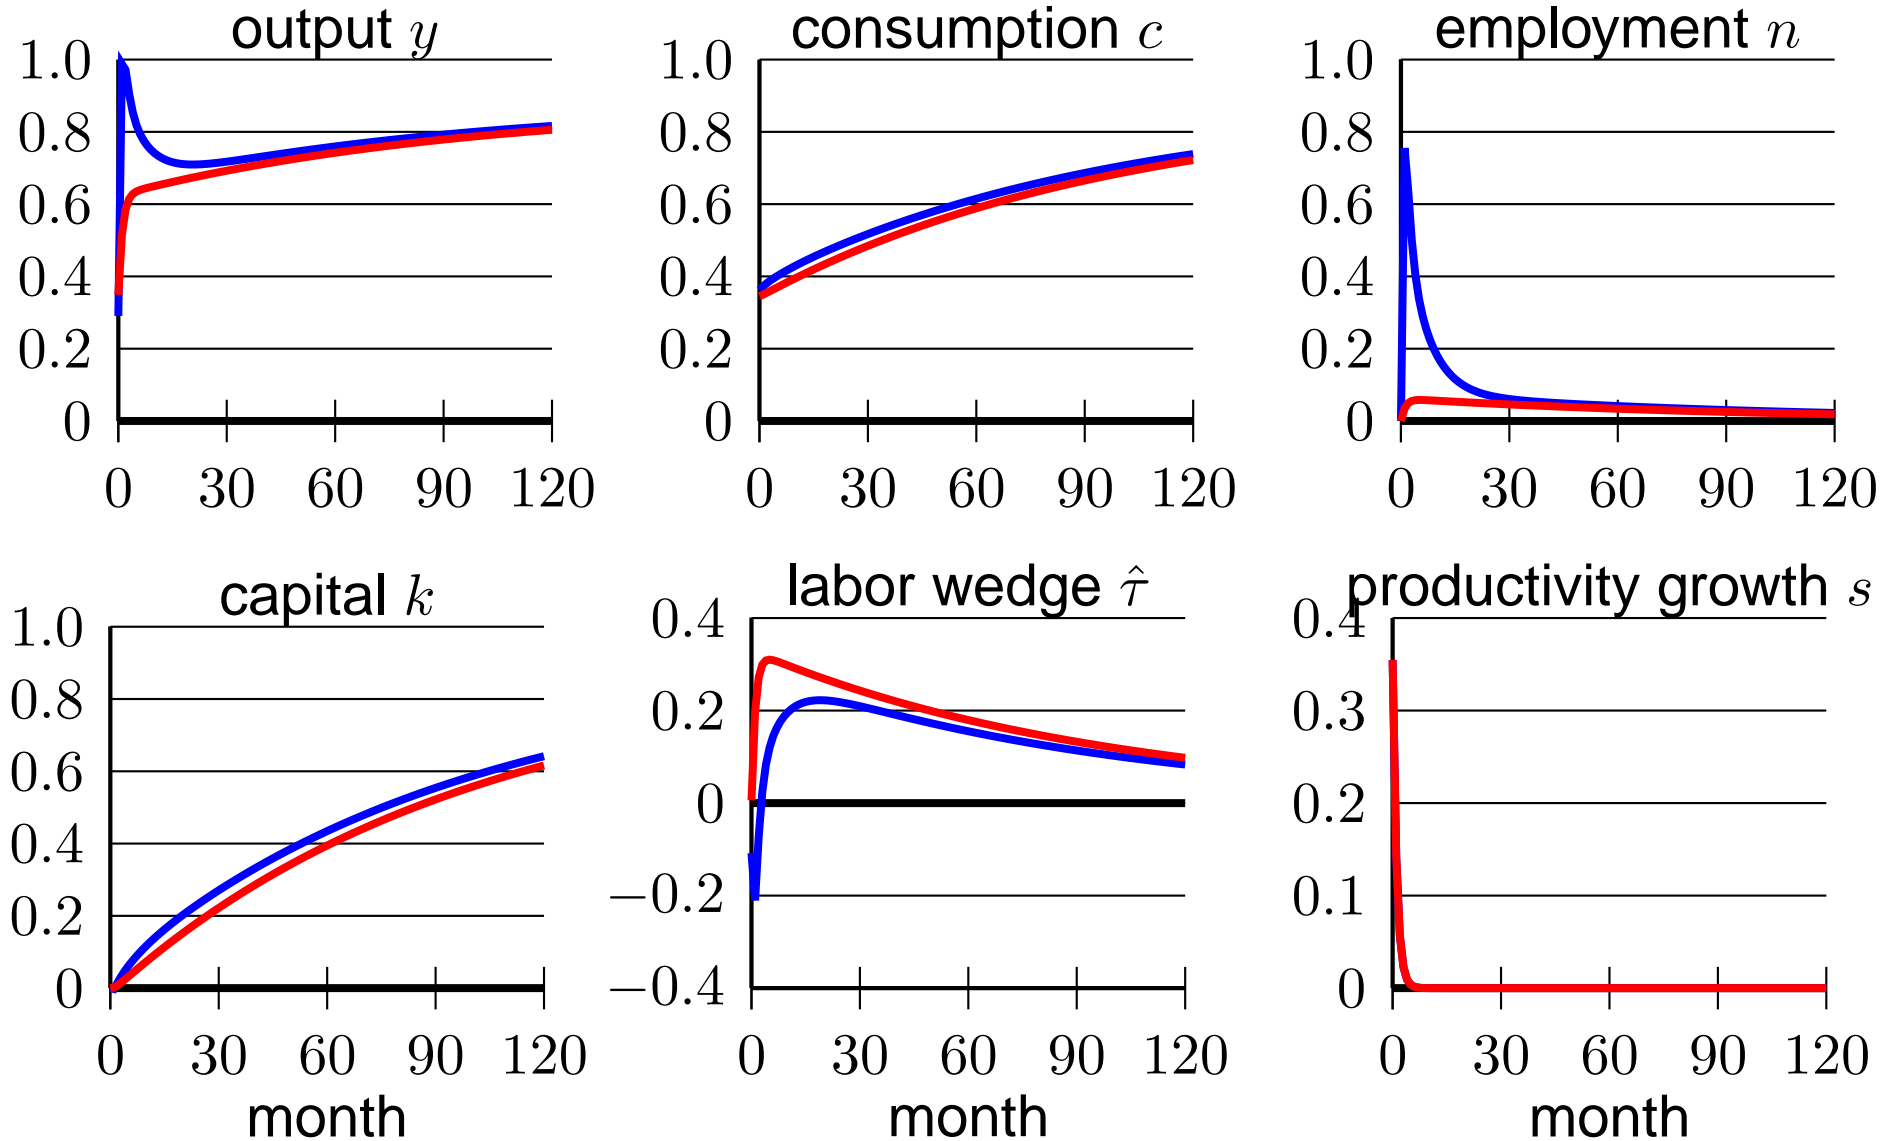 output y
1.0
0.8
0.6
0.4
0.2
0
0 30 60 90 120
consumption c
1.0
0.8
0.6
0.4
0.2
0
0 30 60 90 120
employment n
1.0
0.8
0.6
0.4
0.2
0
0 30 60 90 120
capital k
1.0
0.8
0.6
0.4
0.2
0
0 30 60 90 120
month
labor wedge τ̂
0.4
0.2
0
−0.2
−0.4
0 30 60 90 120
month
productivity growth s
0.4
0.3
0.2
0.1
0
0 30 60 90 120
month